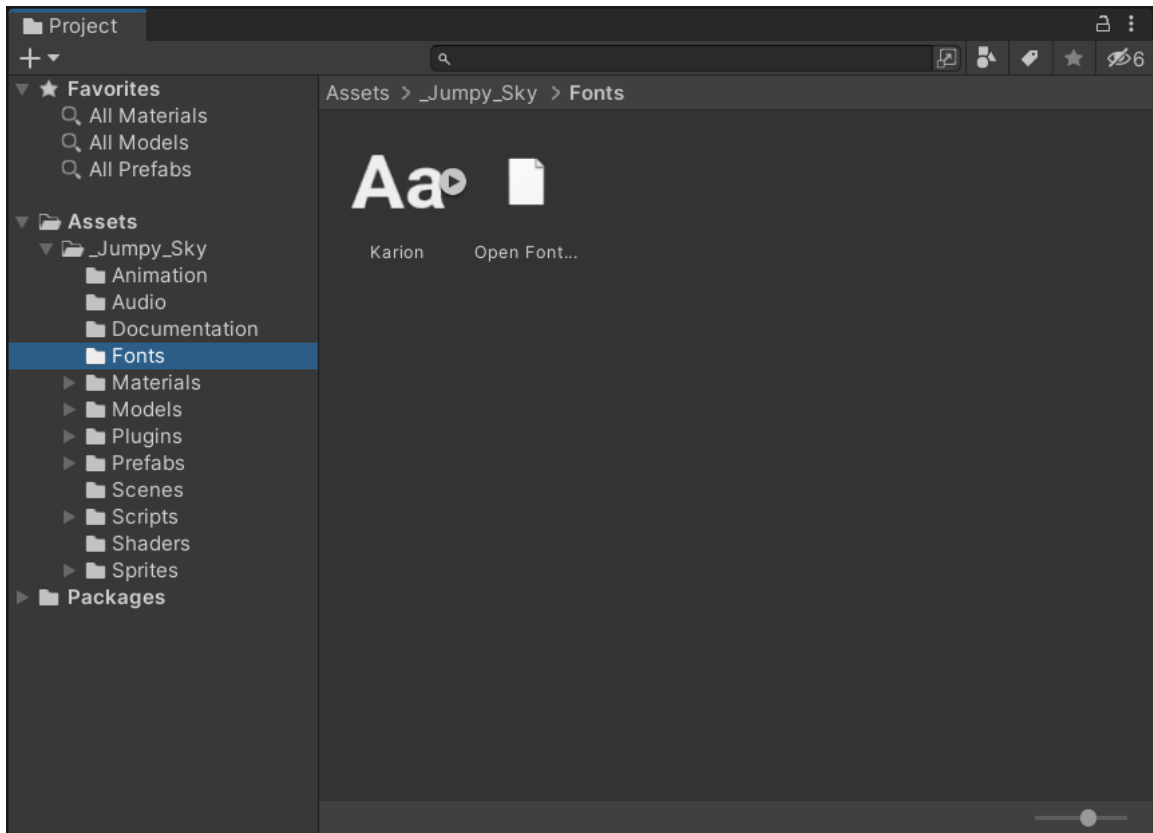 Project
6
Favorites
All Materials
All Models
All Prefabs
Assets
_Jumpy_Sky
Animation
Audio
Documentation
Fonts
Materials
Models
Plugins
Prefabs
Scenes
Scripts
Shaders
Sprites
Packages
Assets > _Jumpy_Sky > Fonts
Aa
Karion
Open Font...